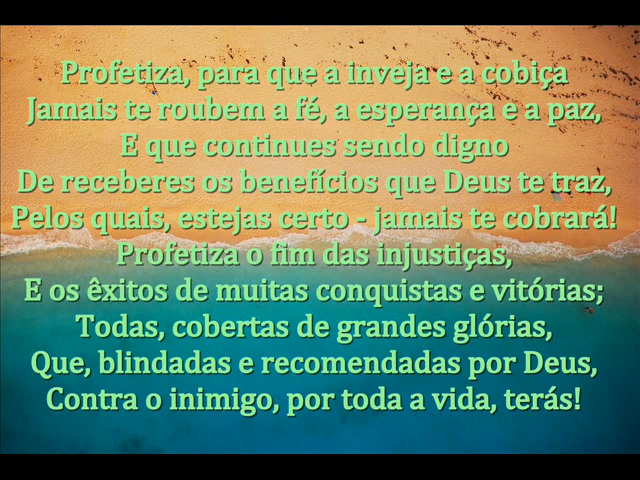 Profetiza, para que a inveja e a cobiça
Jamais te roubem a fé, a esperança e a paz,
E que continues sendo digno
De receberes os benefícios que Deus te traz,
Pelos quais, estejas certo - jamais te cobrará!
Profetiza o fim das injustiças,
E os êxitos de muitas conquistas e vitórias;
Todas, cobertas de grandes glórias,
Que, blindadas e recomendadas por Deus,
Contra o inimigo, por toda a vida, terás!